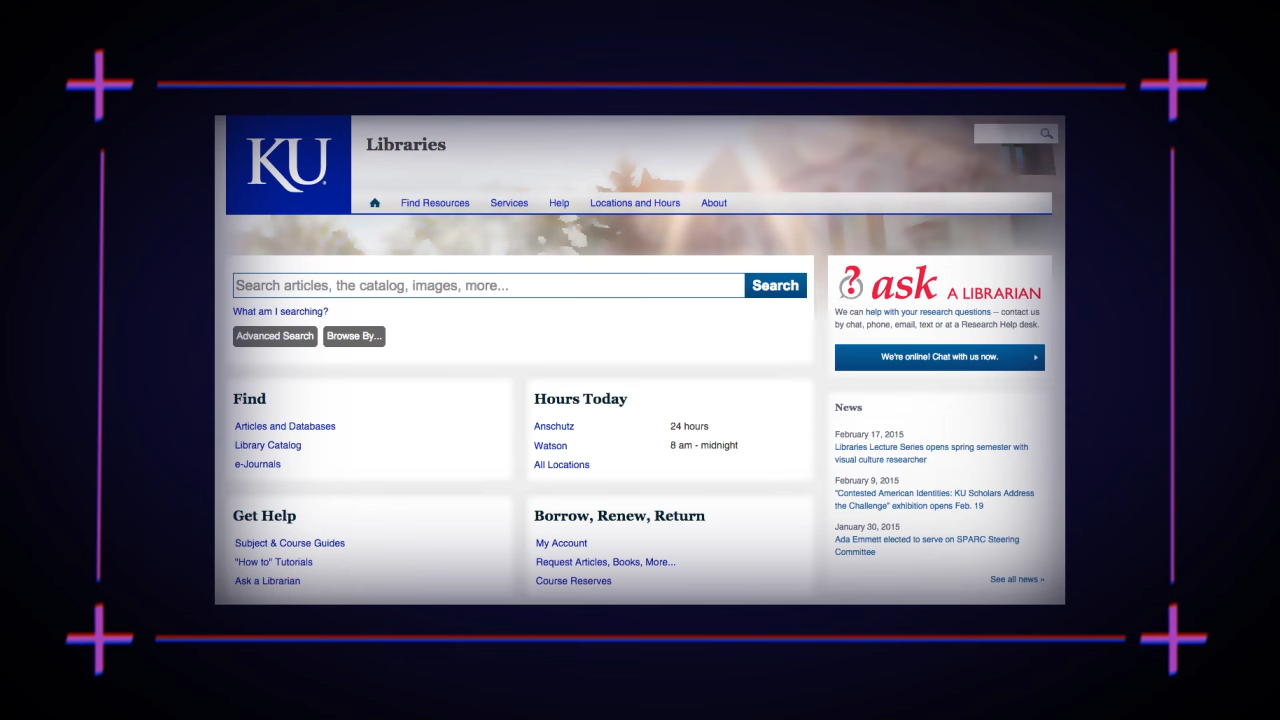 KU
Libraries
Find Resources Services Help Locations and Hours About
Search articles, the catalog, images, more... Search
What am I searching?
Advanced Search Browse By...
? ask A LIBRARIAN
We can help with your research questions -- contact us
by chat, phone, email, text or at a Research Help desk.
We're online! Chat with us now.
Find
Articles and Databases
Library Catalog
e-Journals
Hours Today
Anschutz 24 hours
Watson 8 am - midnight
All Locations
Get Help
Subject & Course Guides
"How to" Tutorials
Ask a Librarian
Borrow, Renew, Return
My Account
Request Articles, Books, More...
Course Reserves
News
February 17, 2015
Libraries Lecture Series opens spring semester with
visual culture researcher
February 9, 2015
"Contested American Identities: KU Scholars Address
the Challenge" exhibition opens Feb. 19
January 30, 2015
Ada Emmett elected to serve on SPARC Steering
Committee
See all news »